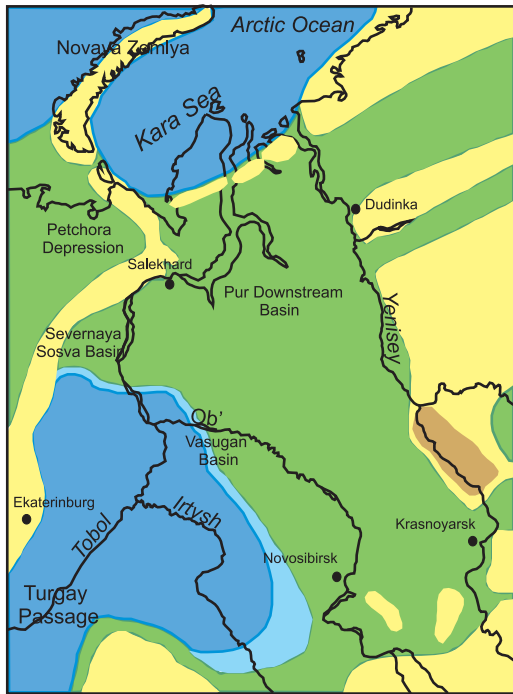 Arctic Ocean
Novaya Zemlya
Kara Sea
Dudinka
Petchora
Depression
Salekhard
Pur Downstream
Basin
Yenisey
Severnaya
Sosva Basin
Ob'
Vasugan
Basin
Ekaterinburg
Irtysh
Tobol
Krasnoyarsk
Novosibirsk
Turgay
Passage